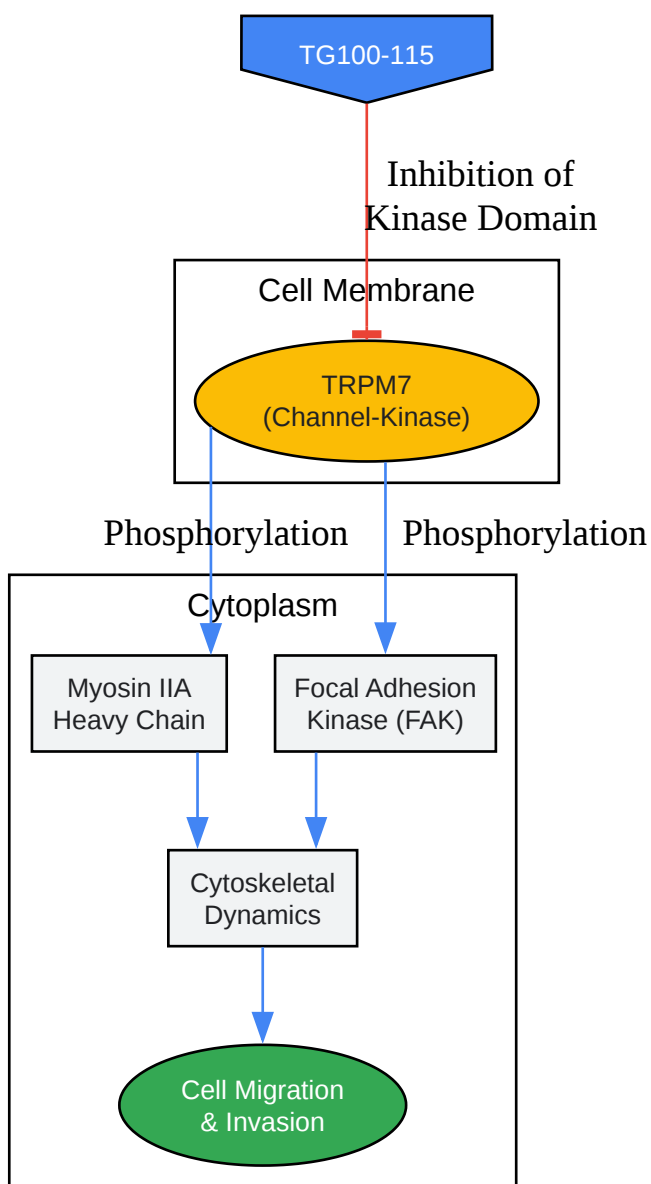 TG100-115
Inhibition of
Kinase Domain
Cell Membrane
TRPM7
(Channel-Kinase)
Phosphorylation
Phosphorylation
Cytoplasm
Myosin IIA
Heavy Chain
Focal Adhesion
Kinase (FAK)
Cytoskeletal
Dynamics
Cell Migration
& Invasion